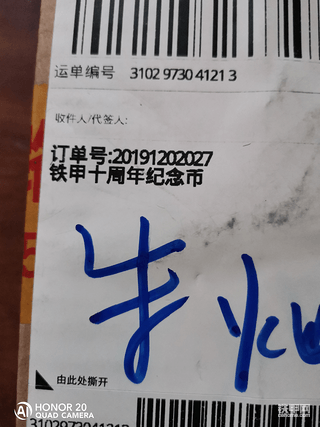 运单编号 3102 9730 4121 3
收件人/代签人:
订单号:20191202027
铁甲十周年纪念币
由此处撕开
HONOR 20
AI QUAD CAMERA
铁甲网
3102973041213